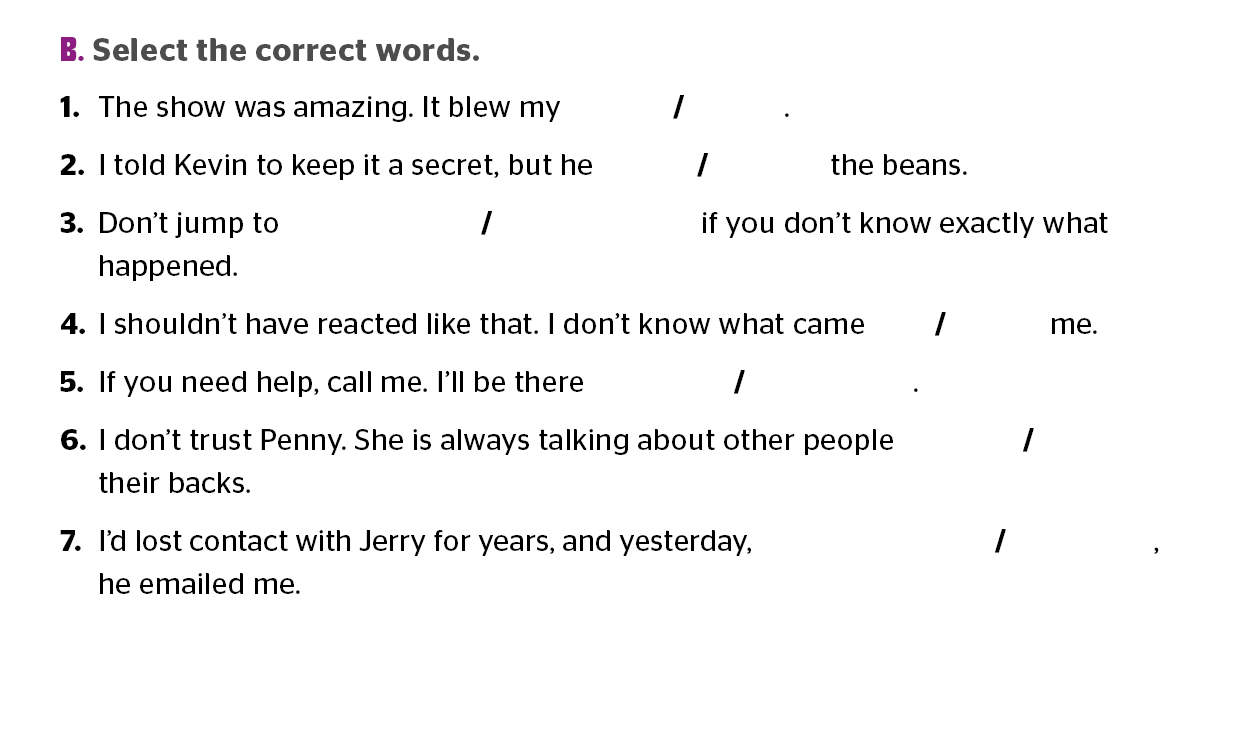 B. Select the correct words.
1. The show was amazing. It blew my / .
2. I told Kevin to keep it a secret, but he / the beans.
3. Don’t jump to / if you don’t know exactly what
happened.
4. I shouldn’t have reacted like that. I don’t know what came / me.
5. If you need help, call me. I’ll be there / .
6. I don’t trust Penny. She is always talking about other people /
their backs.
7. I’d lost contact with Jerry for years, and yesterday, / ,
he emailed me.